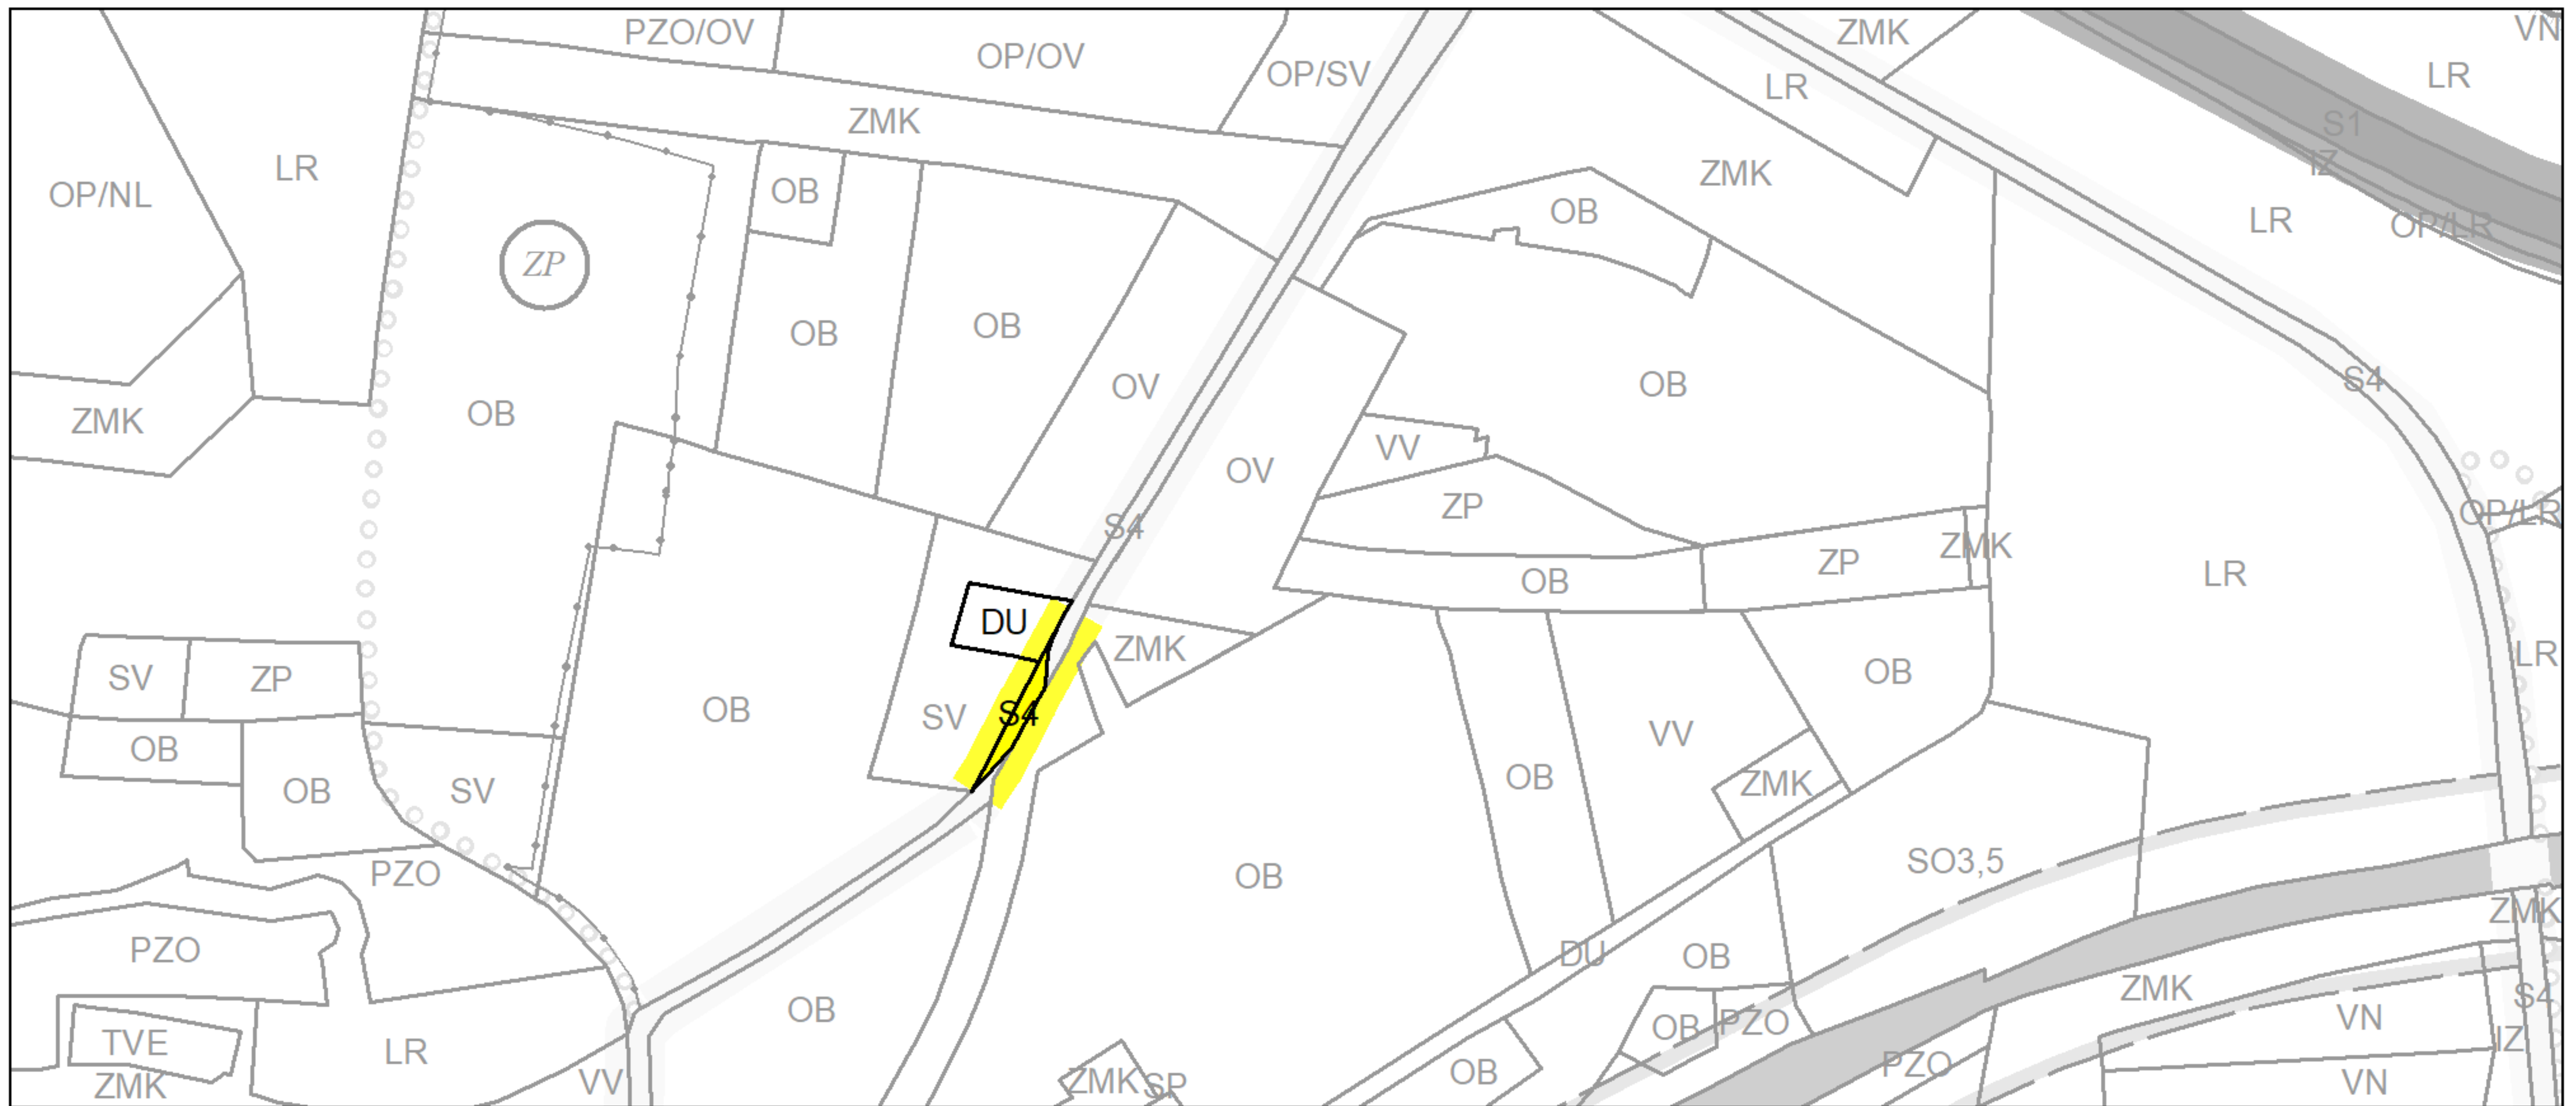 PZO/OV
ZMK
VN
OP/OV
OP/SV
LR
LR
ZMK
S1
IZ
LR
OP/NL
OB
ZMK
OB
LR
OP/LR
ZP
OB
OB
OV
OB
S4
ZMK
OB
VV
OV
ZP
S4
OP/LR
ZMK
ZP
OB
LR
DU
ZMK
LR
SV
ZP
OB
OB
SV
S4
VV
OB
OB
SV
ZMK
PZO
OB
SO3,5
ZMK
PZO
DU
OB
ZMK
S4
OB
VN
OB
PZO
IZ
TVE
LR
PZO
ZMK
VV
ZMK
SP
OB
VN
OB